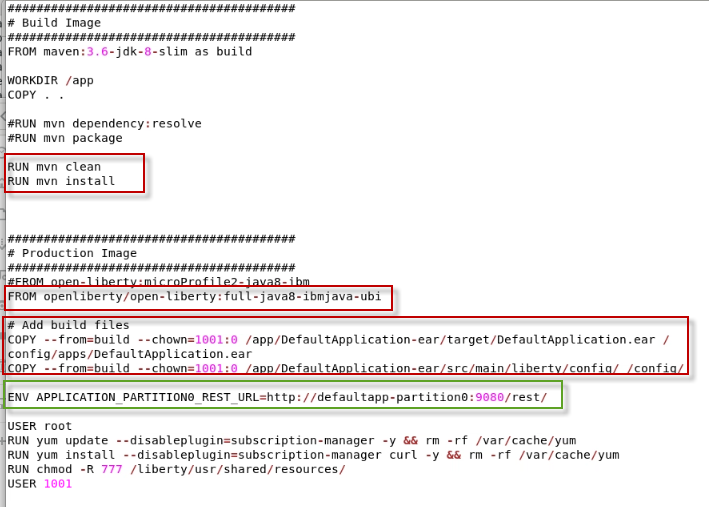 ########################################
# Build Image
########################################
FROM maven:3.6-jdk-8-slim as build
WORKDIR /app
COPY . .
#RUN mvn dependency:resolve
#RUN mvn package
RUN mvn clean
RUN mvn install
########################################
# Production Image
########################################
#FROM open-liberty:microProfile2-java8-ibm
FROM openliberty/open-liberty:full-java8-ibmjava-ubi
# Add build files
COPY --from=build --chown=1001:0 /app/DefaultApplication-ear/target/DefaultApplication.ear /
config/apps/DefaultApplication.ear
COPY --from=build --chown=1001:0 /app/DefaultApplication-ear/src/main/liberty/config/ /config/
ENV APPLICATION_PARTITION0_REST_URL=http://defaultapp-partition0:9080/rest/
USER root
RUN yum update --disableplugin=subscription-manager -y && rm -rf /var/cache/yum
RUN yum install --disableplugin=subscription-manager curl -y && rm -rf /var/cache/yum
RUN chmod -R 777 /liberty/usr/shared/resources/
USER 1001